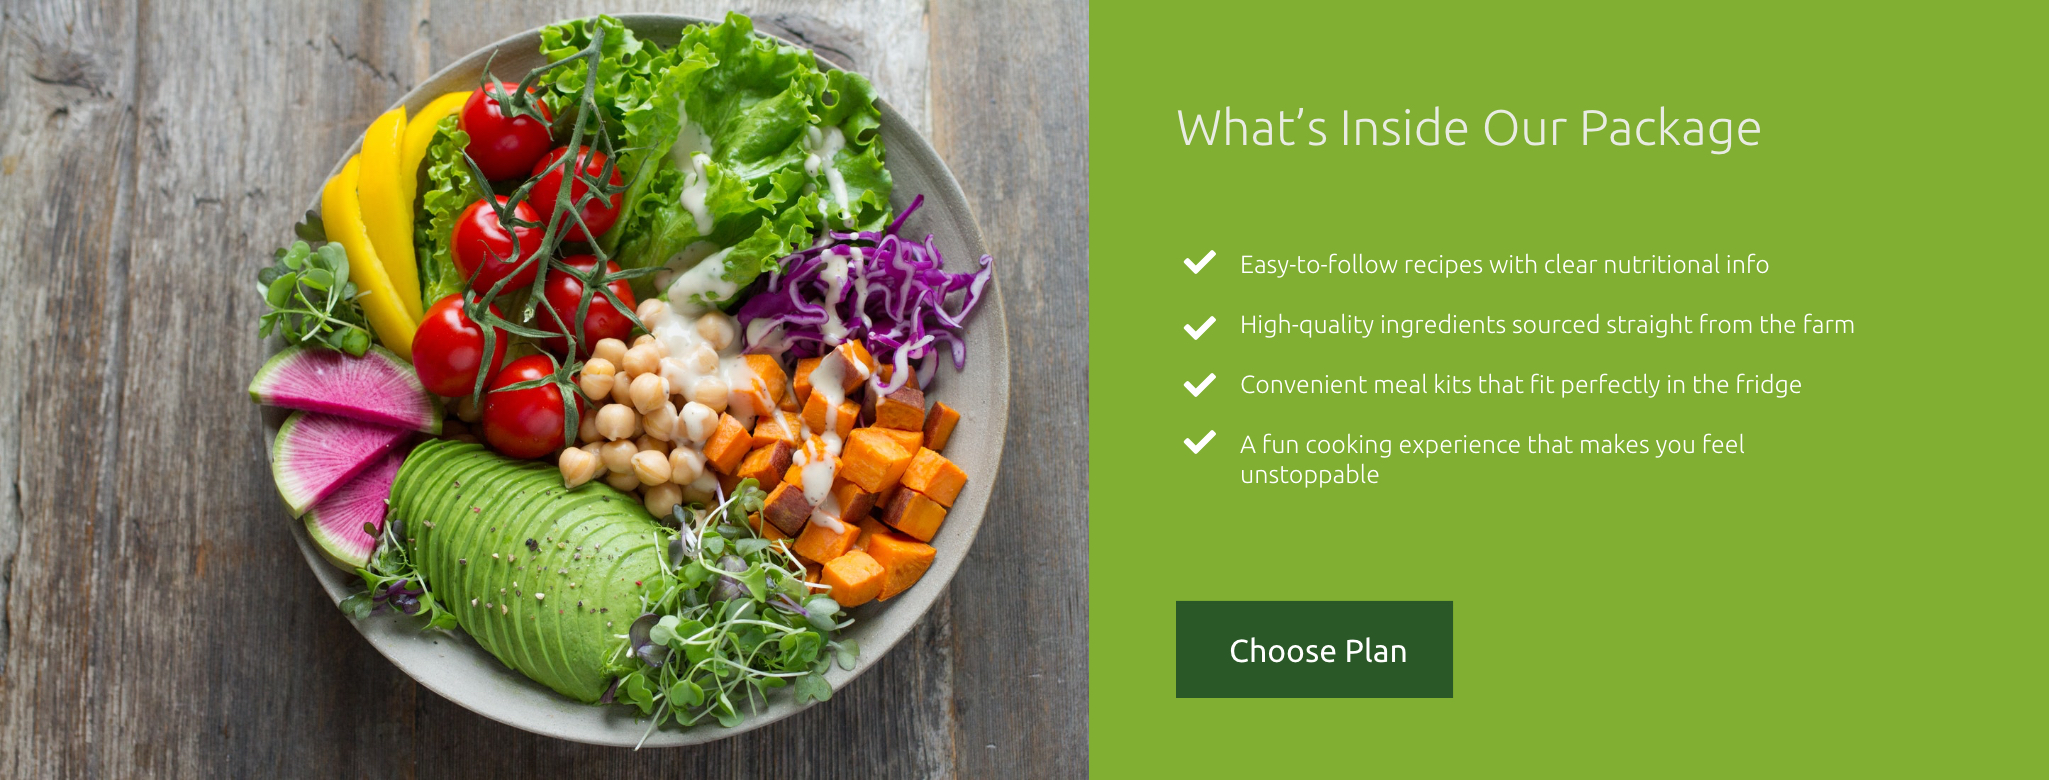 What’s Inside Our Package
Easy-to-follow recipes with clear nutritional info
High-quality ingredients sourced straight from the farm
Convenient meal kits that fit perfectly in the fridge
A fun cooking experience that makes you feel
unstoppable
Choose Plan